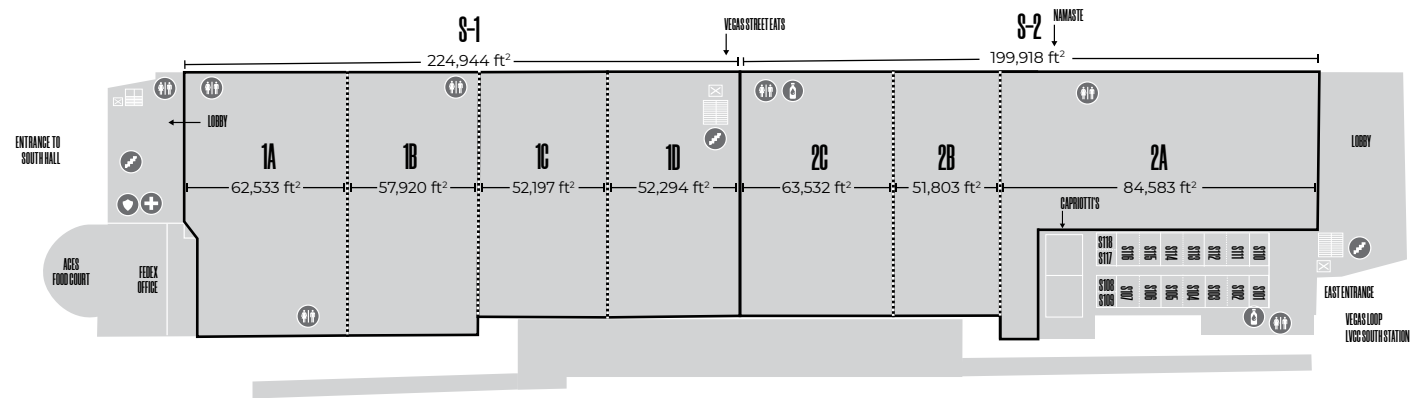 S-1
224,944 ft²
VEGAS STREET EATS
S-2
NAMASTE
199,918 ft²
ENTRANCE TO
SOUTH HALL
LOBBY
1A
62,533 ft²
1B
57,920 ft²
1C
52,197 ft²
1D
52,294 ft²
2C
63,532 ft²
2B
51,803 ft²
2A
84,583 ft²
LOBBY
CAPRIOTTI'S
ACES
FOOD COURT
FEDEX
OFFICE
S118
S117
S116
S115
S114
S113
S112
S111
S110
S108
S109
S107
S106
S105
S104
S103
S102
S101
EAST ENTRANCE
VEGAS LOOP
LVCC SOUTH STATION